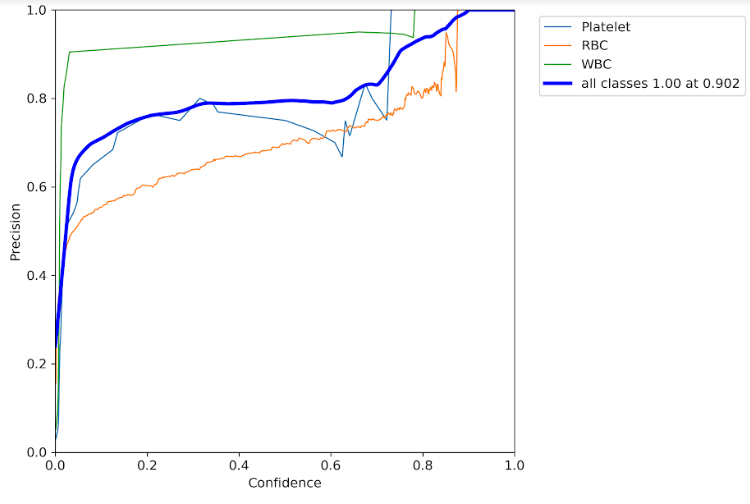 1.0
0.8
0.6
0.4
0.2
0.0
Precision
0.0 0.2 0.4 0.6 0.8 1.0
Confidence
Platelet
RBC
WBC
all classes 1.00 at 0.902